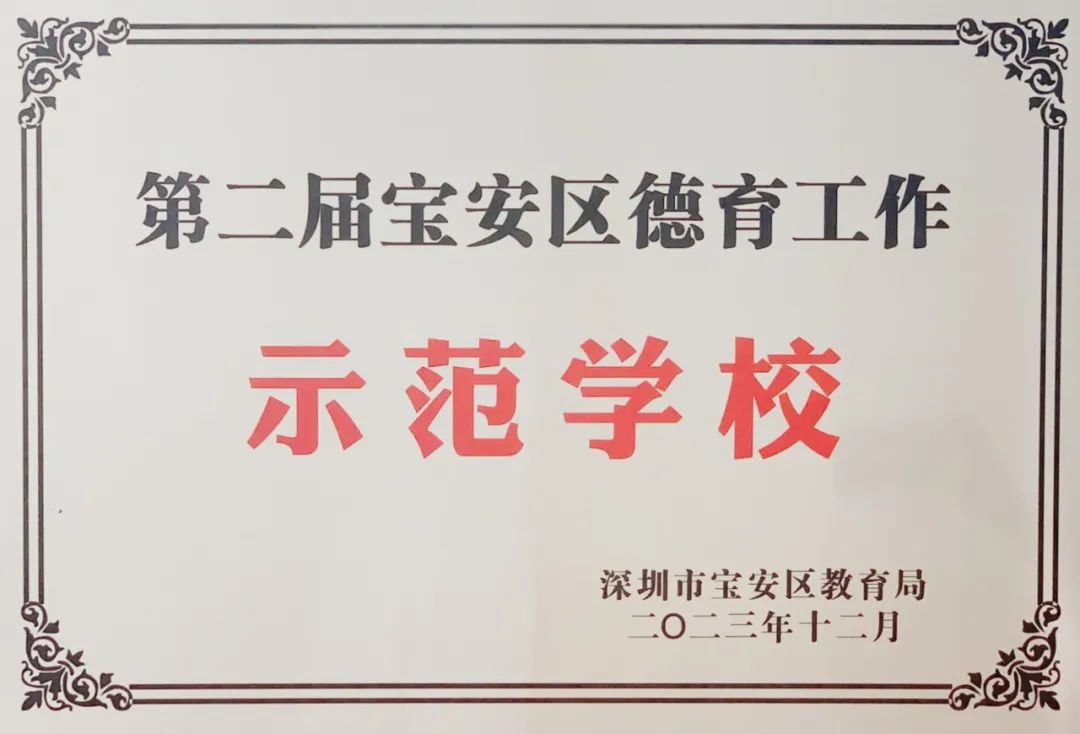 第二届宝安区德育工作
示范学校
深圳市宝安区教育局
二〇二三年十二月